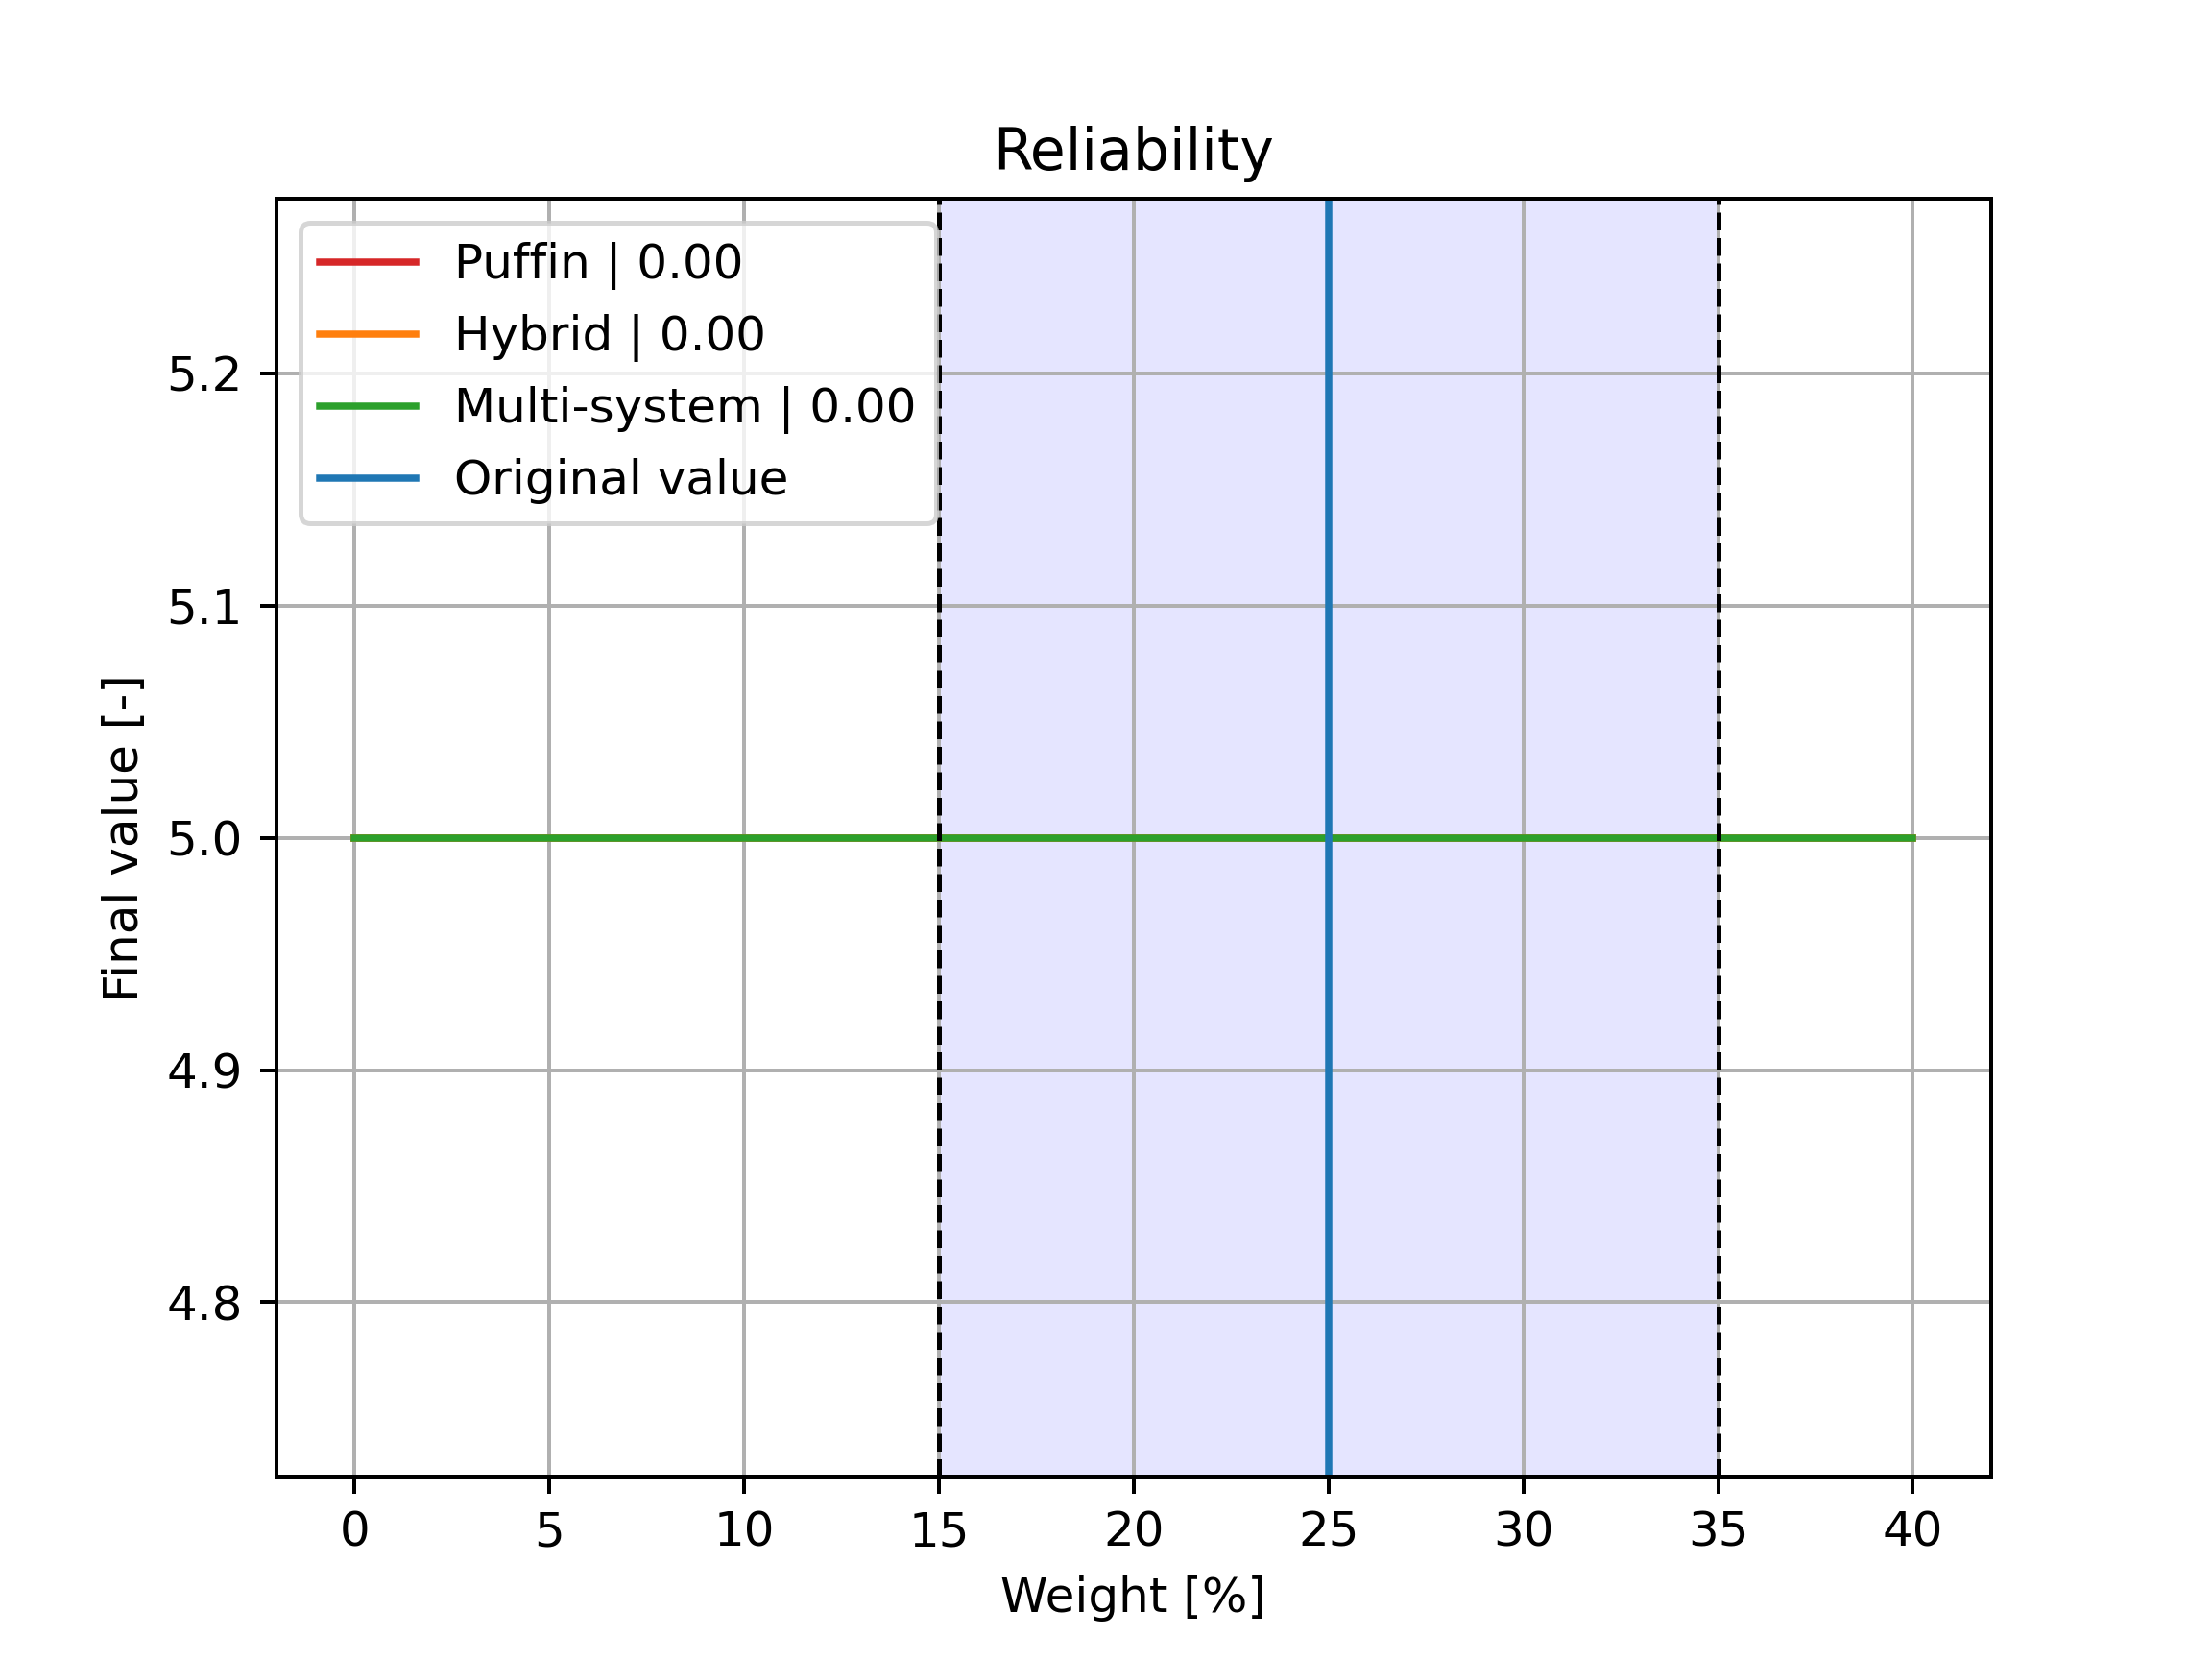 Reliability
Puffin | 0.00
Hybrid | 0.00
Multi-system | 0.00
Original value
5.2
5.1
5.0
4.9
4.8
Final value [-]
0 5 10 15 20 25 30 35 40
Weight [%]